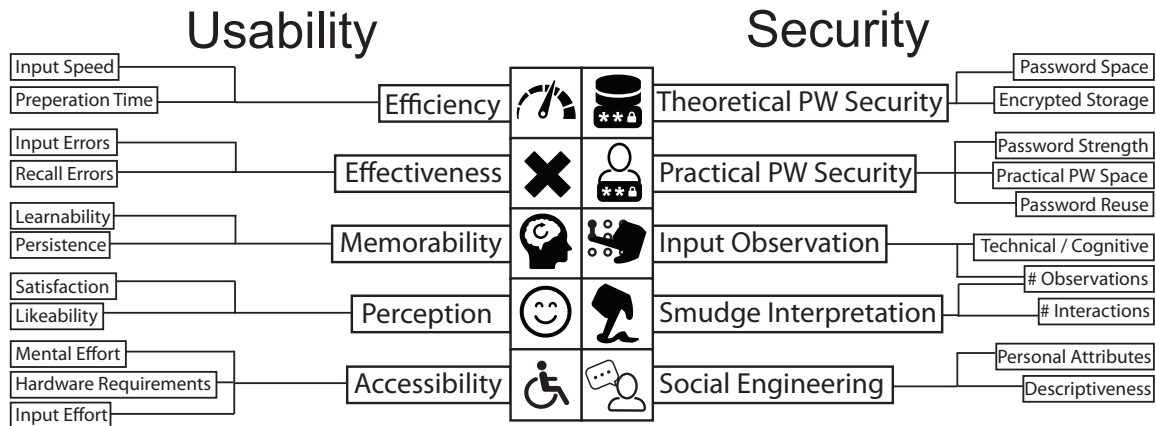 Usability
Security
Input Speed
Preperation Time
Efficiency
Theoretical PW Security
Password Space
Encrypted Storage
Input Errors
Recall Errors
Effectiveness
Practical PW Security
Password Strength
Practical PW Space
Password Reuse
Learnability
Persistence
Memorability
Input Observation
Technical / Cognitive
# Observations
Satisfaction
Likeability
Perception
Smudge Interpretation
# Interactions
Mental Effort
Hardware Requirements
Input Effort
Accessibility
Social Engineering
Personal Attributes
Descriptiveness